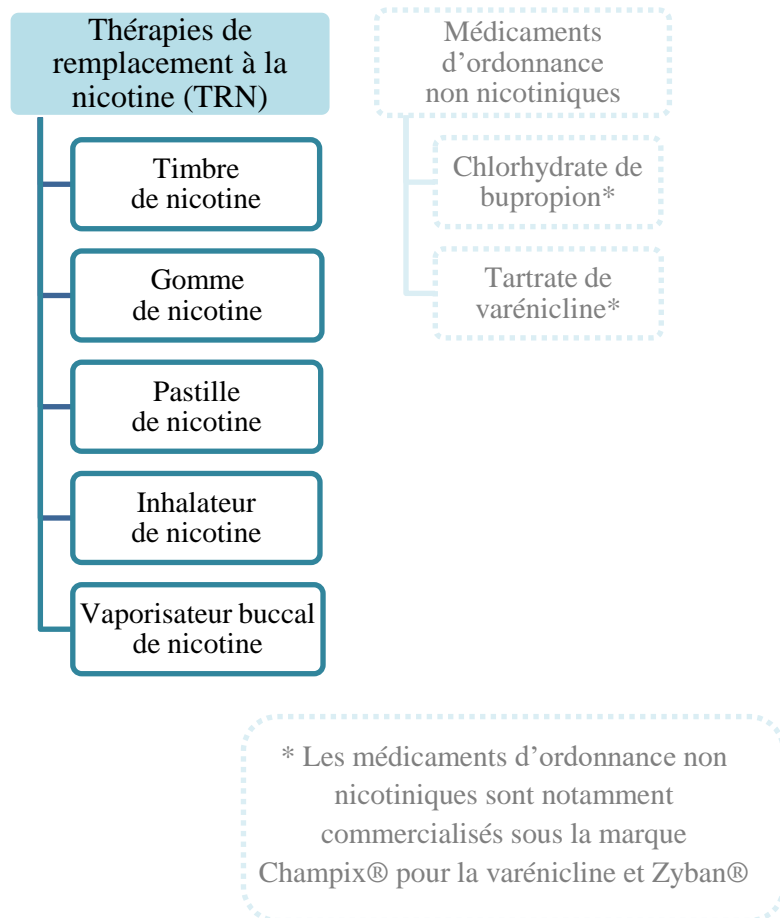 Thérapies de
remplacement à la
nicotine (TRN)
Timbre
de nicotine
Gomme
de nicotine
Pastille
de nicotine
Inhalateur
de nicotine
Vaporisateur buccal
de nicotine
Médicaments
d’ordonnance
non nicotiniques
Chlorhydrate de
bupropion*
Tartrate de
varénicline*
* Les médicaments d’ordonnance non
nicotiniques sont notamment
commercialisés sous la marque
Champix® pour la varénicline et Zyban®